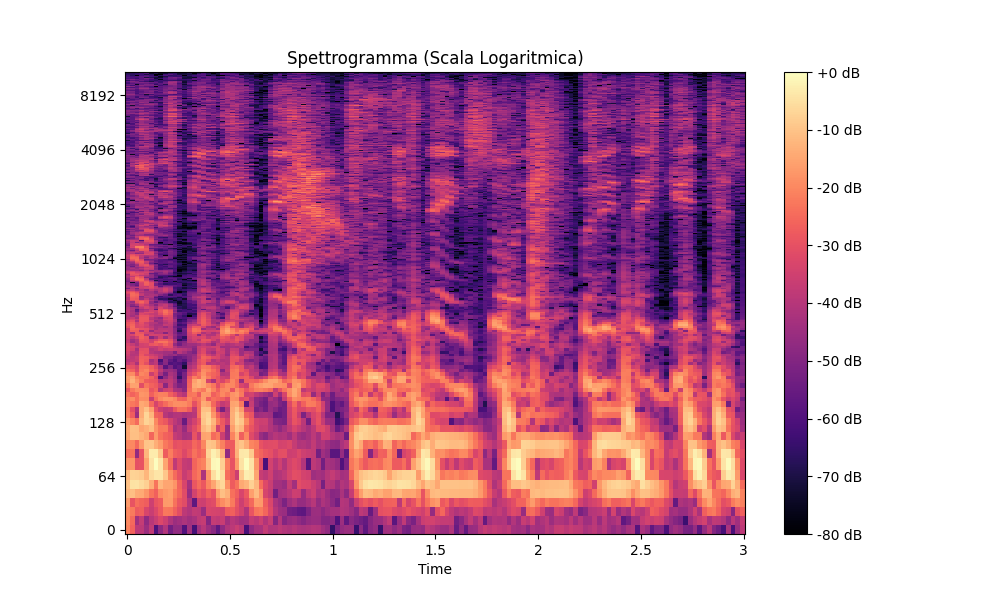 Spettrogramma (Scala Logaritmica)
+0 dB
8192
-10 dB
4096
-20 dB
2048
-30 dB
1024
Hz
512
-40 dB
256
-50 dB
128
-60 dB
64
-70 dB
0
-80 dB
0 0.5 1 1.5 2 2.5 3
Time